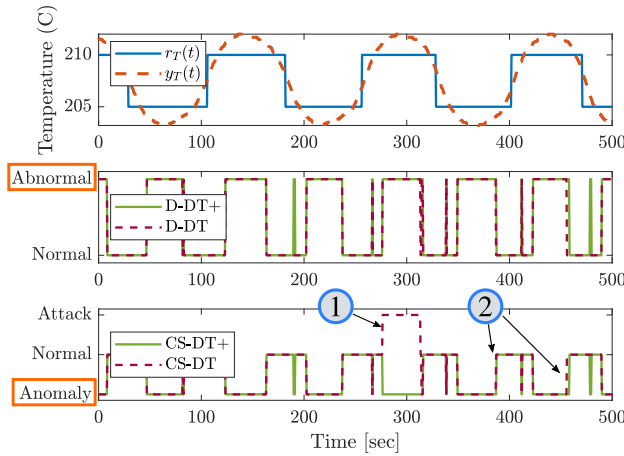 Temperature (C)
210
205
r_T(t)
y_T(t)
0 100 200 300 400 500
Abnormal
Normal
D-DT+
D-DT
0 100 200 300 400 500
1
2
Attack
Normal
Anomaly
CS-DT+
CS-DT
0 100 200 300 400 500
Time [sec]